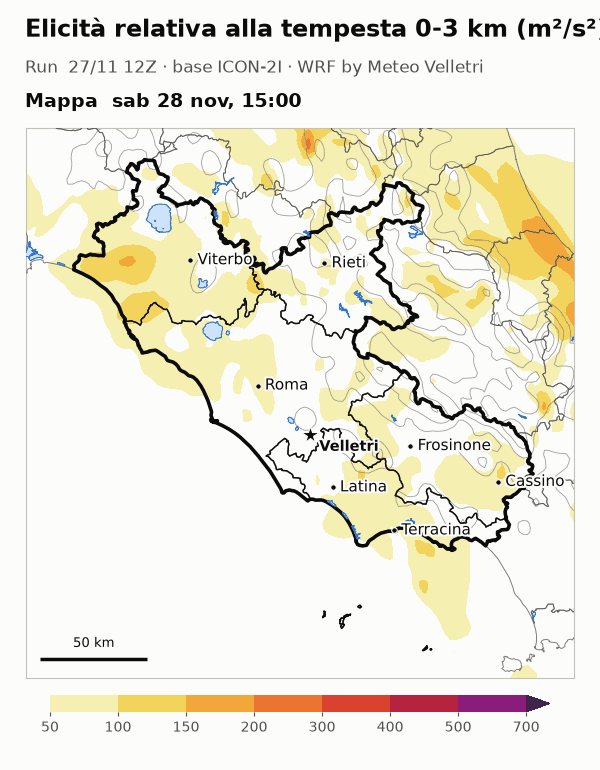 Elicità relativa alla tempesta 0-3 km (m²/s²)
Run  27/11 12Z · base ICON-2I · WRF by Meteo Velletri
Mappa  sab 28 nov, 15:00
Viterbo
Rieti
Roma
Velletri
Frosinone
Latina
Cassino
Terracina
50 km
50 100 150 200 300 400 500 700